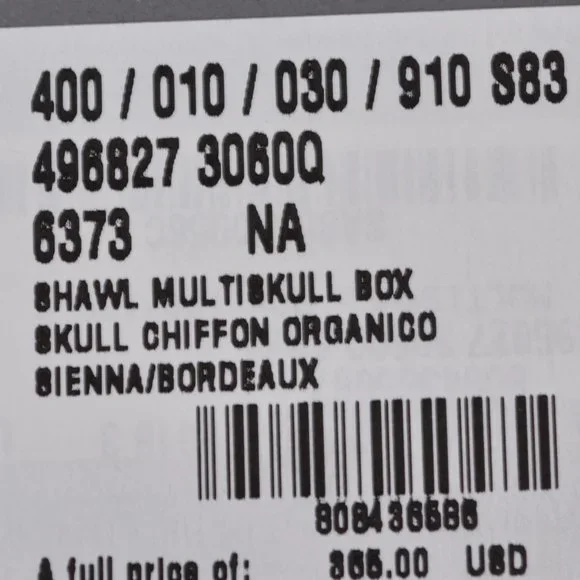 400 / 010 / 030 / 910 S83
496827 3060Q
6373 NA
SHAWL MULTISKULL BOX
SKULL CHIFFON ORGANICO
SIENNA/BORDEAUX
808436586
A full price of: 365.00 USD